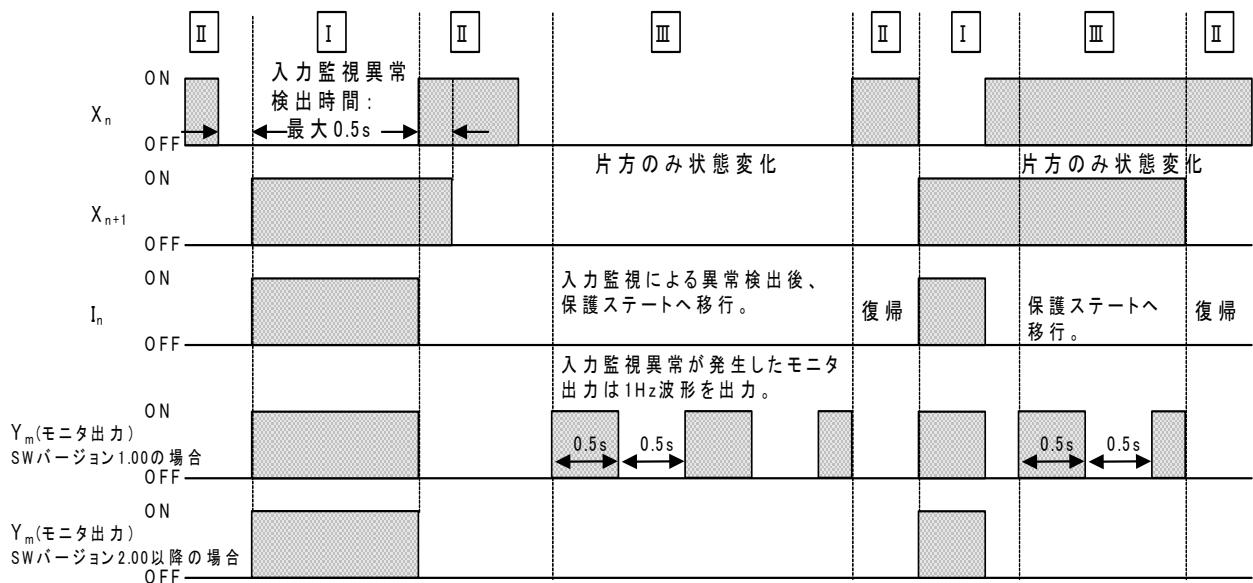 Ⅱ Ⅰ Ⅱ Ⅲ Ⅱ Ⅰ Ⅲ Ⅱ
ON
入力監視異常
検出時間:
最大0.5s
Xn
OFF
片方のみ状態変化 片方のみ状態変化
ON
Xn+1
OFF
ON
入力監視による異常検出後、
保護ステートへ移行。
復帰
保護ステートへ
移行。
復帰
In
OFF
入力監視異常が発生したモニタ
出力は1Hz波形を出力。
ON
Ym(モニタ出力)
SWバージョン1.00の場合
0.5s 0.5s 0.5s 0.5s
OFF
ON
Ym(モニタ出力)
SWバージョン2.00以降の場合
OFF